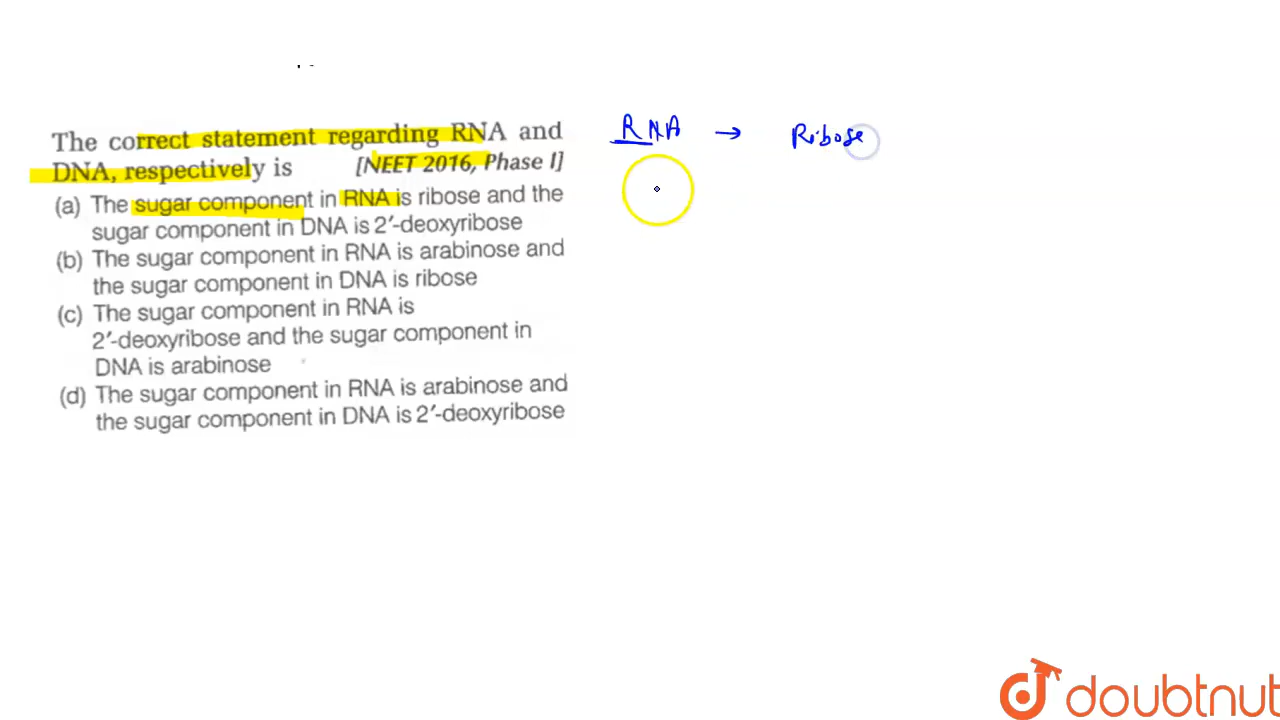 The correct statement regarding RNA and
DNA, respectively is [NEET 2016, Phase I]
(a) The sugar component in RNA is ribose and the
sugar component in DNA is 2′-deoxyribose
(b) The sugar component in RNA is arabinose and
the sugar component in DNA is ribose
(c) The sugar component in RNA is
2′-deoxyribose and the sugar component in
DNA is arabinose
(d) The sugar component in RNA is arabinose and
the sugar component in DNA is 2′-deoxyribose
RNA → Ribose
doubtnut